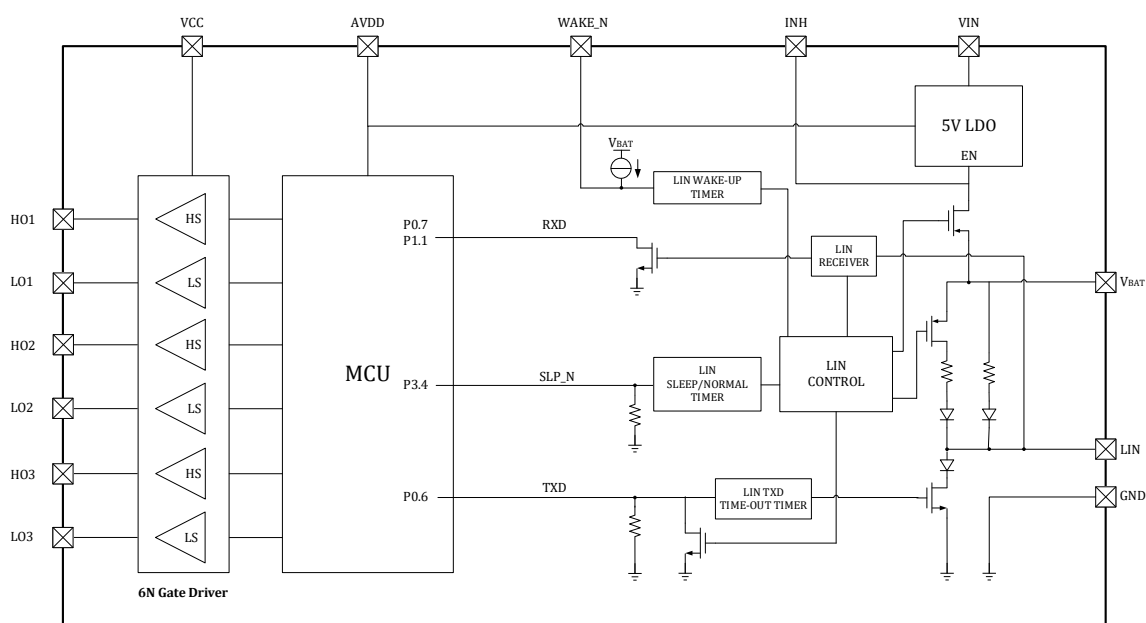 VCC AVDD WAKE_N INH VIN
5V LDO
EN
VBAT
LIN WAKE-UP
TIMER
HO1
HS
P0.7
P1.1
RXD
LIN
RECEIVER
LO1
LS
VBAT
HO2
HS
MCU
P3.4
SLP_N
LIN
SLEEP/NORMAL
TIMER
LIN
CONTROL
LO2
LS
LIN
HO3
HS
P0.6
TXD
LIN TXD
TIME-OUT TIMER
GND
LO3
LS
6N Gate Driver